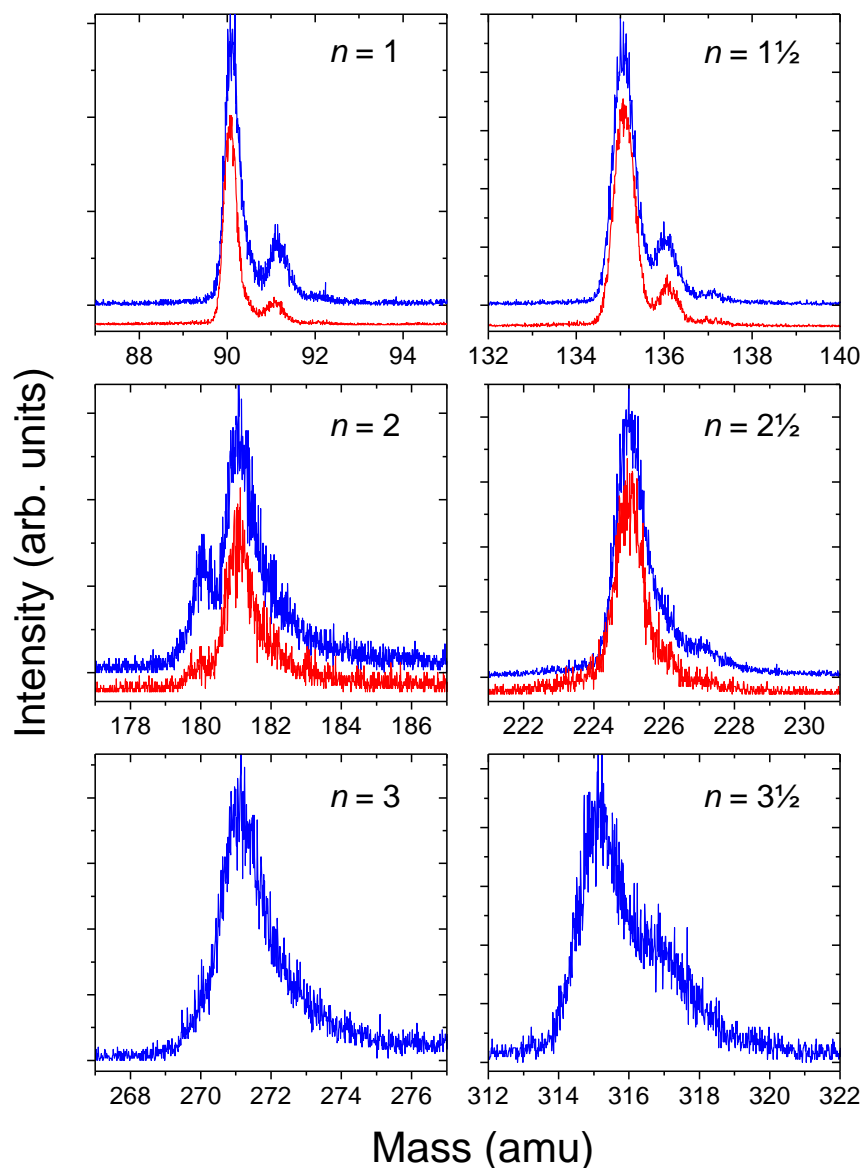 n = 1
88 90 92 94
n = 1½
132 134 136 138 140
n = 2
178 180 182 184 186
n = 2½
222 224 226 228 230
n = 3
268 270 272 274 276
n = 3½
312 314 316 318 320 322
Intensity (arb. units)
Mass (amu)